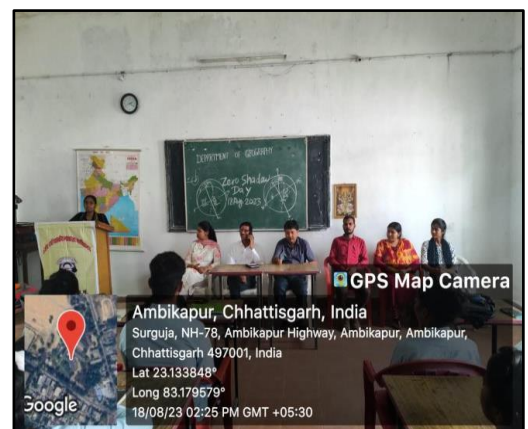 DEPARTMENT OF GEOGRAPHY
Zero Shadow
Day
GPS Map Camera
Ambikapur, Chhattisgarh, India
Surguja, NH-78, Ambikapur Highway, Ambikapur, Ambikapur,
Chhattisgarh 497001, India
Lat 23.133848°
Long 83.179579°
18/08/23 02:25 PM GMT +05:30
Google